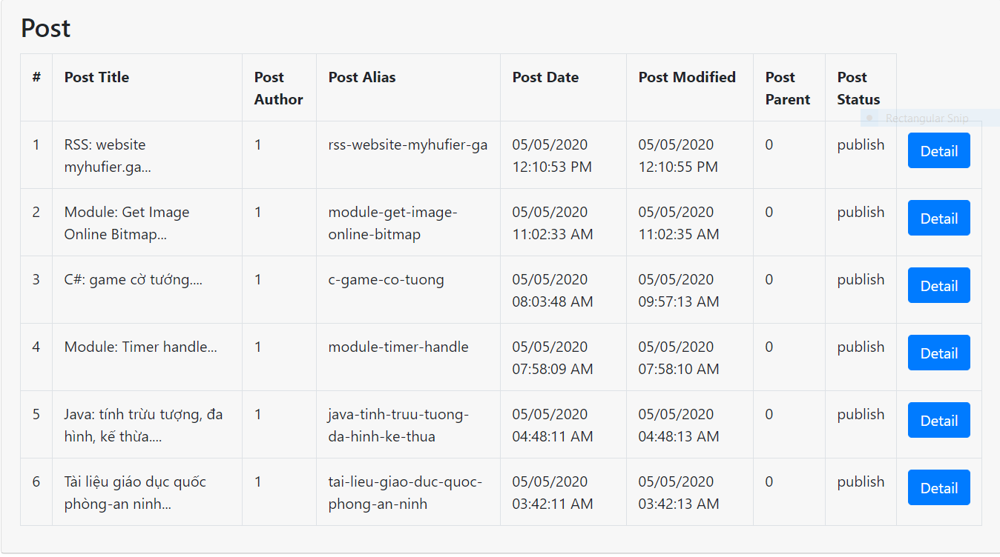 Post
# Post Title Post Author Post Alias Post Date Post Modified Post Parent Post Status
Rectangular Snip
1 RSS: website myhufier.ga... 1 rss-website-myhufier-ga 05/05/2020 12:10:53 PM 05/05/2020 12:10:55 PM 0 publish Detail
2 Module: Get Image Online Bitmap... 1 module-get-image-online-bitmap 05/05/2020 11:02:33 AM 05/05/2020 11:02:35 AM 0 publish Detail
3 C#: game cờ tướng.... 1 c-game-co-tuong 05/05/2020 08:03:48 AM 05/05/2020 09:57:13 AM 0 publish Detail
4 Module: Timer handle... 1 module-timer-handle 05/05/2020 07:58:09 AM 05/05/2020 07:58:10 AM 0 publish Detail
5 Java: tính trừu tượng, đa hình, kế thừa.... 1 java-tinh-truu-tuong-da-hinh-ke-thua 05/05/2020 04:48:11 AM 05/05/2020 04:48:13 AM 0 publish Detail
6 Tài liệu giáo dục quốc phòng-an ninh... 1 tai-lieu-giao-duc-quoc-phong-an-ninh 05/05/2020 03:42:11 AM 05/05/2020 03:42:13 AM 0 publish Detail